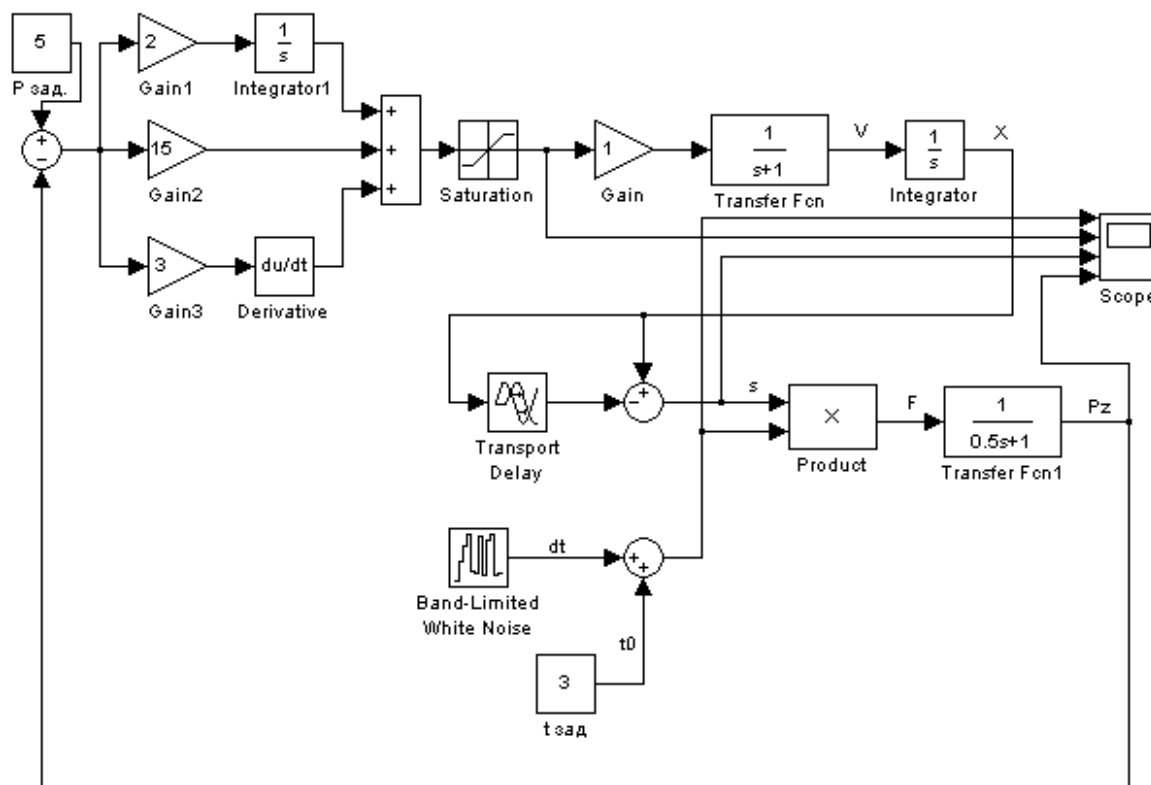 5
P зад.
+
−
2
Gain1
1
s
Integrator1
15
Gain2
3
Gain3
du/dt
Derivative
+
+
+
Saturation
1
Gain
1
s+1
Transfer Fcn
V
1
s
Integrator
X
Scope
Transport
Delay
+
−
s
×
Product
F
1
0.5s+1
Transfer Fcn1
Pz
Band-Limited
White Noise
dt
+
+
t0
3
t зад